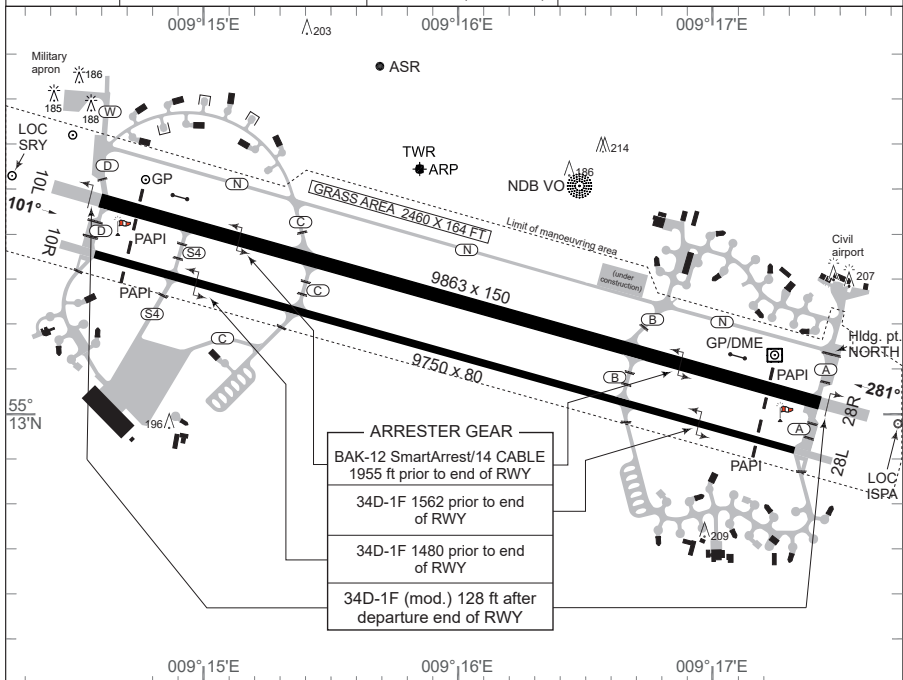 009°15'E
009°16'E
009°17'E
203
Military
apron
186
185
188
ASR
W
LOC
SRY
TWR
ARP
214
186
NDB VO
D
GP
N
10L
101°
GRASS AREA 2460 X 164 FT
Limit of manoeuvring area
C
N
D
PAPI
10R
S4
Civil
airport
207
(under
construction)
9863 x 150
C
PAPI
S4
B
N
C
GP/DME
Hldg. pt.
NORTH
9750 x 80
PAPI
A
B
281°
28R
55°
13'N
196
A
28L
PAPI
LOC
ISPA
ARRESTER GEAR
BAK-12 SmartArrest/14 CABLE
1955 ft prior to end of RWY
34D-1F 1562 prior to end
of RWY
34D-1F 1480 prior to end
of RWY
34D-1F (mod.) 128 ft after
departure end of RWY
209
009°15'E
009°16'E
009°17'E